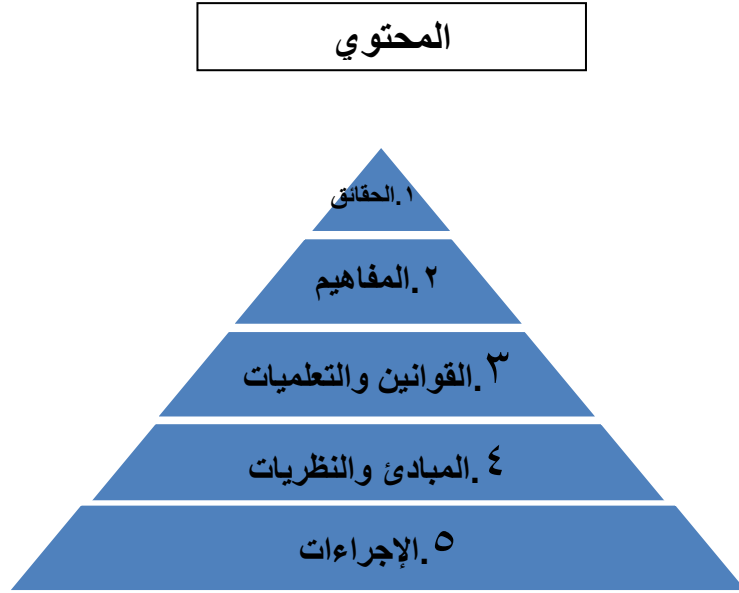 المحتوي
١.الحقائق
٢.المفاهيم
٣.القوانين والتعلميات
٤.المبادئ والنظريات
٥.الإجراءات